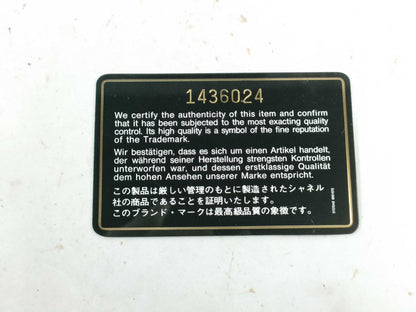 1436024
We certify the authenticity of this item and confirm
that it has been subjected to the most exacting quality
control. Its high quality is a symbol of the fine reputation
of the Trademark.
Wir bestätigen, dass es sich um einen Artikel handelt,
der während seiner Herstellung strengsten Kontrollen
unterworfen war, und dessen erstklassige Qualität
dem hohen Ansehen unserer Marke entspricht.
この製品は厳しい管理のもとに製造されたシャネル
社の商品であることを証明いたします。
このブランド・マークは最高級品質の象徴です。